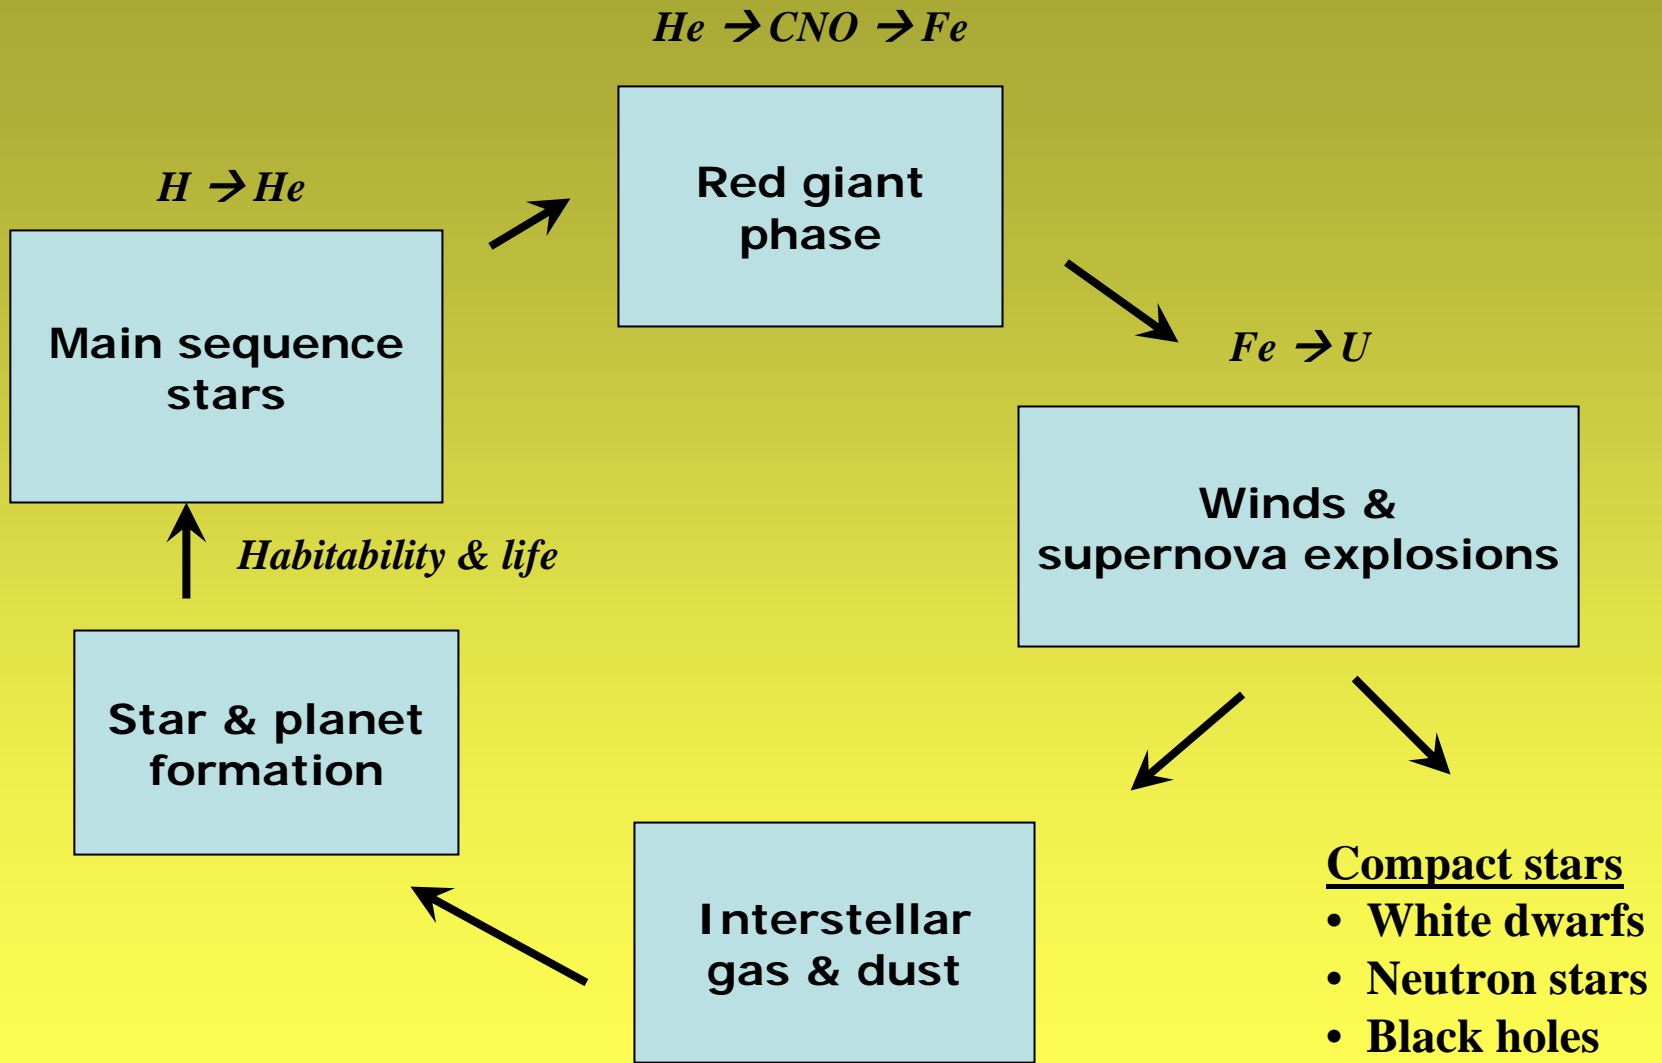 He → CNO → Fe
Red giant
phase
H → He
Main sequence
stars
Fe → U
Winds &
supernova explosions
Habitability & life
Star & planet
formation
Interstellar
gas & dust
Compact stars
• White dwarfs
• Neutron stars
• Black holes